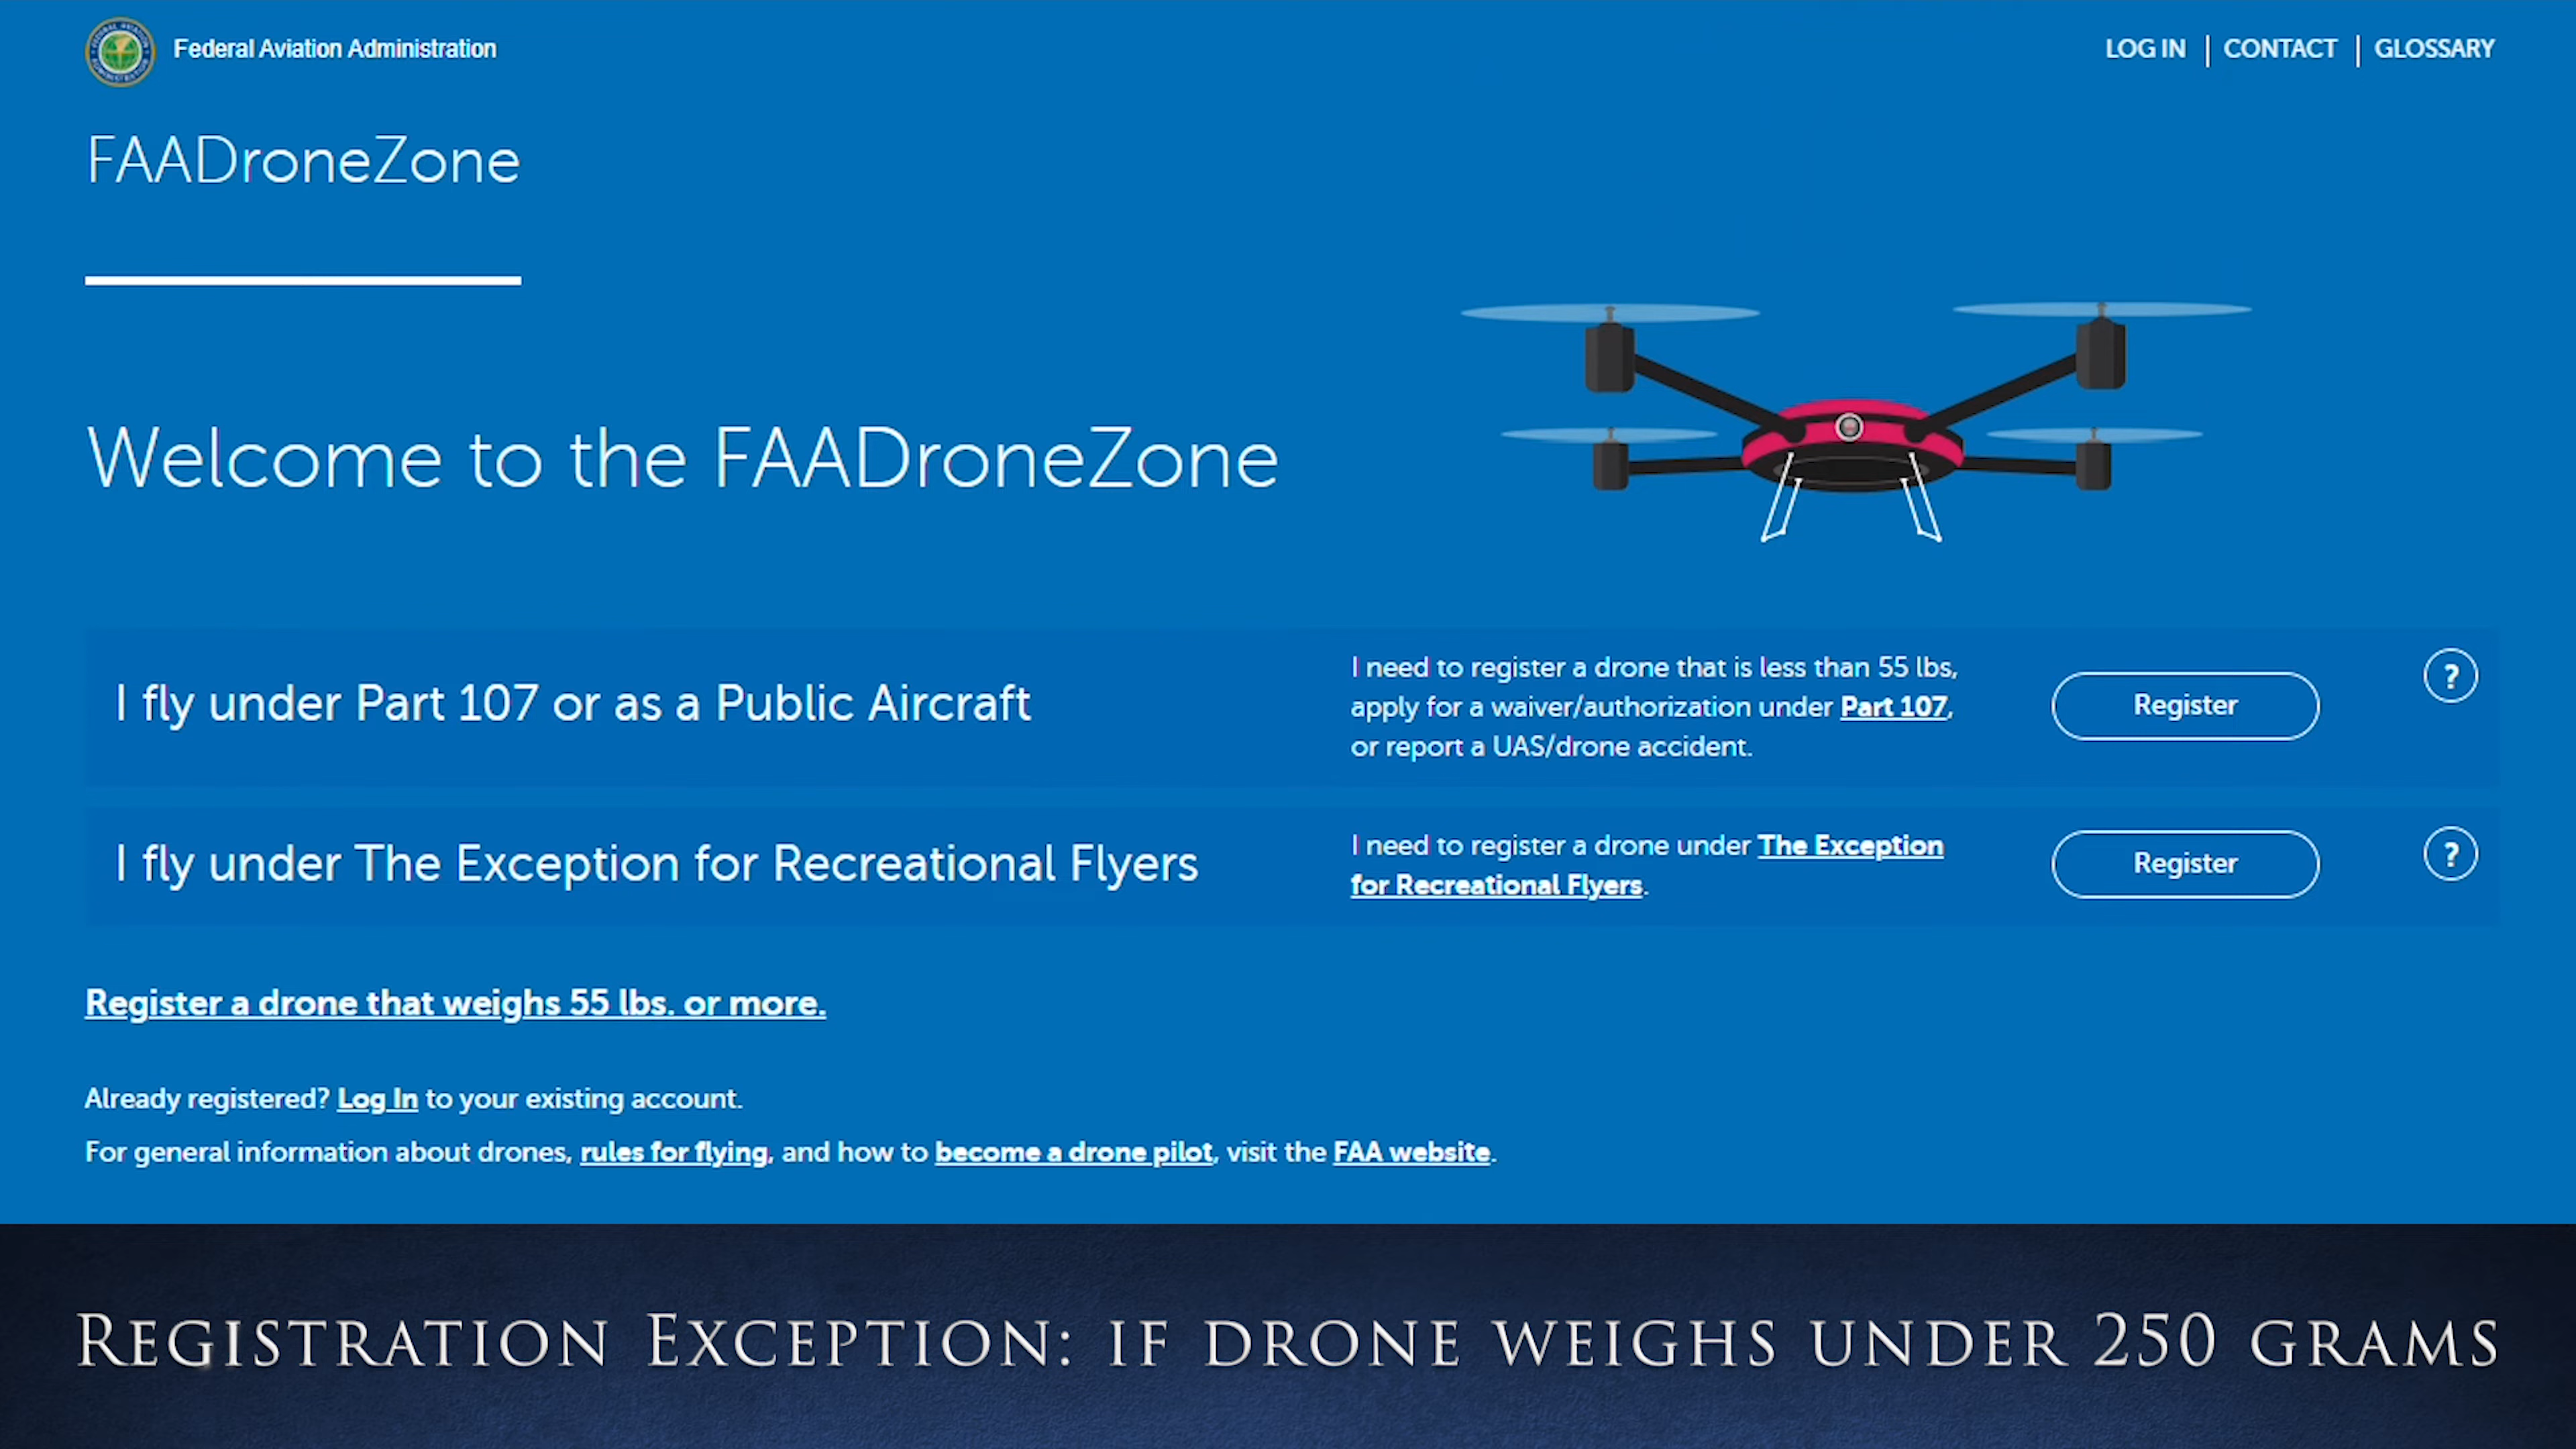 Federal Aviation Administration
LOG IN | CONTACT | GLOSSARY
FAADroneZone
Welcome to the FAADroneZone
I fly under Part 107 or as a Public Aircraft
I need to register a drone that is less than 55 lbs,
apply for a waiver/authorization under Part 107,
or report a UAS/drone accident.
Register
?
I fly under The Exception for Recreational Flyers
I need to register a drone under The Exception
for Recreational Flyers.
Register
?
Register a drone that weighs 55 lbs. or more.
Already registered? Log In to your existing account.
For general information about drones, rules for flying, and how to become a drone pilot, visit the FAA website.
Registration Exception: if drone weighs under 250 grams